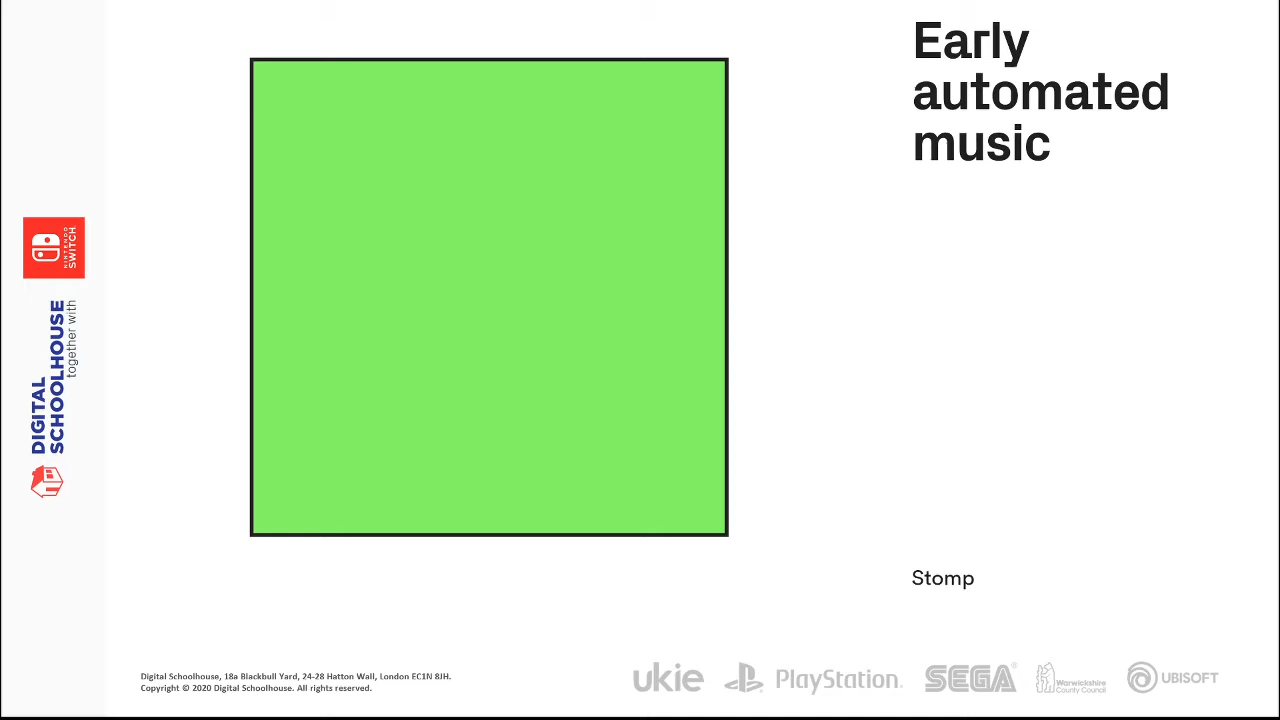 Early
automated
music
NINTENDO
SWITCH
DIGITAL
SCHOOLHOUSE
together with
Stomp
Digital Schoolhouse, 18a Blackbull Yard, 24-28 Hatton Wall, London EC1N 8JH.
Copyright © 2020 Digital Schoolhouse. All rights reserved.
ukie
PlayStation
SEGA
Warwickshire
County Council
UBISOFT